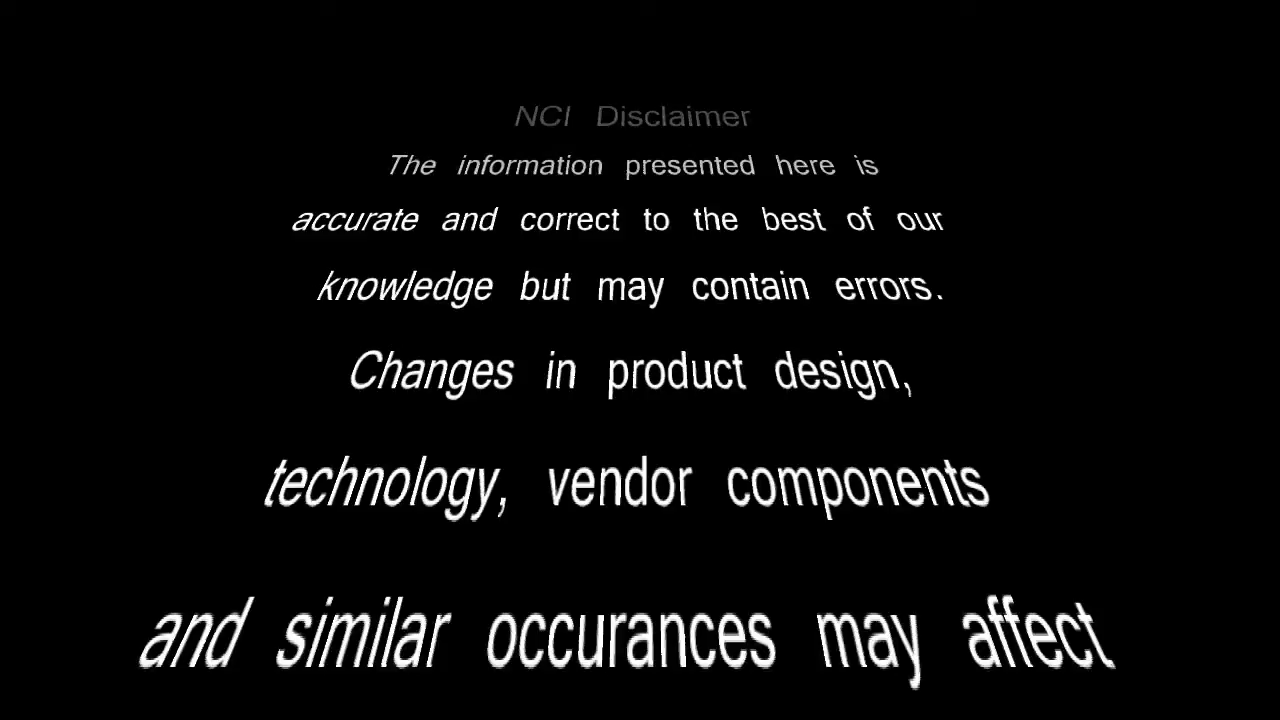 NCI Disclaimer
The information presented here is
accurate and correct to the best of our
knowledge but may contain errors.
Changes in product design,
technology, vendor components
and similar occurances may affect